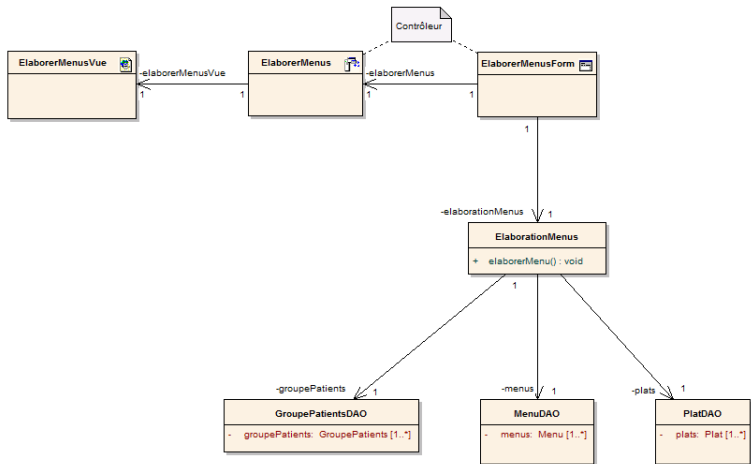 Contrôleur
ElaborerMenusVue
ElaborerMenus
ElaborerMenusForm
-elaborerMenusVue
-elaborerMenus
1
1
1
1
1
-elaborationMenus
1
ElaborationMenus
+ elaborerMenu() : void
1
-groupePatients
1
-menus
1
-plats
1
GroupePatientsDAO
- groupePatients: GroupePatients [1..*]
MenuDAO
- menus: Menu [1..*]
PlatDAO
- plats: Plat [1..*]